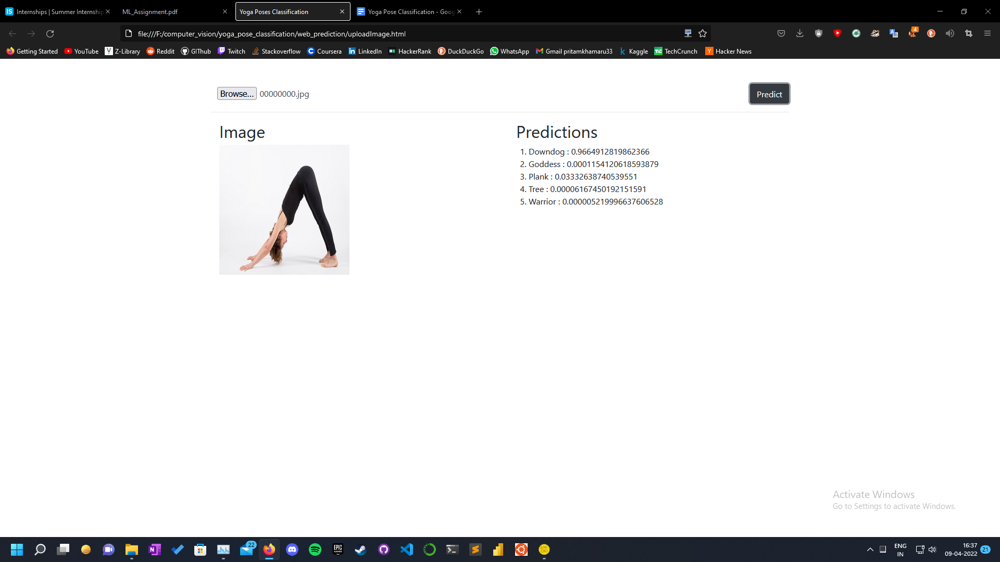 Internships | Summer Internship
ML_Assignment.pdf
Yoga Poses Classification
Yoga Pose Classification - Goog
file:///F:/computer_vision/yoga_pose_classification/web_prediction/uploadImage.html
4
Getting Started
YouTube
Z-Library
Reddit
GIThub
Twitch
Stackoverflow
Coursera
LinkedIn
HackerRank
DuckDuckGo
WhatsApp
Gmail pritamkhamaru33
Kaggle
TechCrunch
Hacker News
Browse...
00000000.jpg
Predict
Image
Predictions
1. Downdog : 0.9664912819862366
2. Goddess : 0.0001154120618593879
3. Plank : 0.03332638740539551
4. Tree : 0.00006167450192151591
5. Warrior : 0.000005219996637606528
Activate Windows
Go to Settings to activate Windows.
22
ENG
IN
16:37
09-04-2022
21